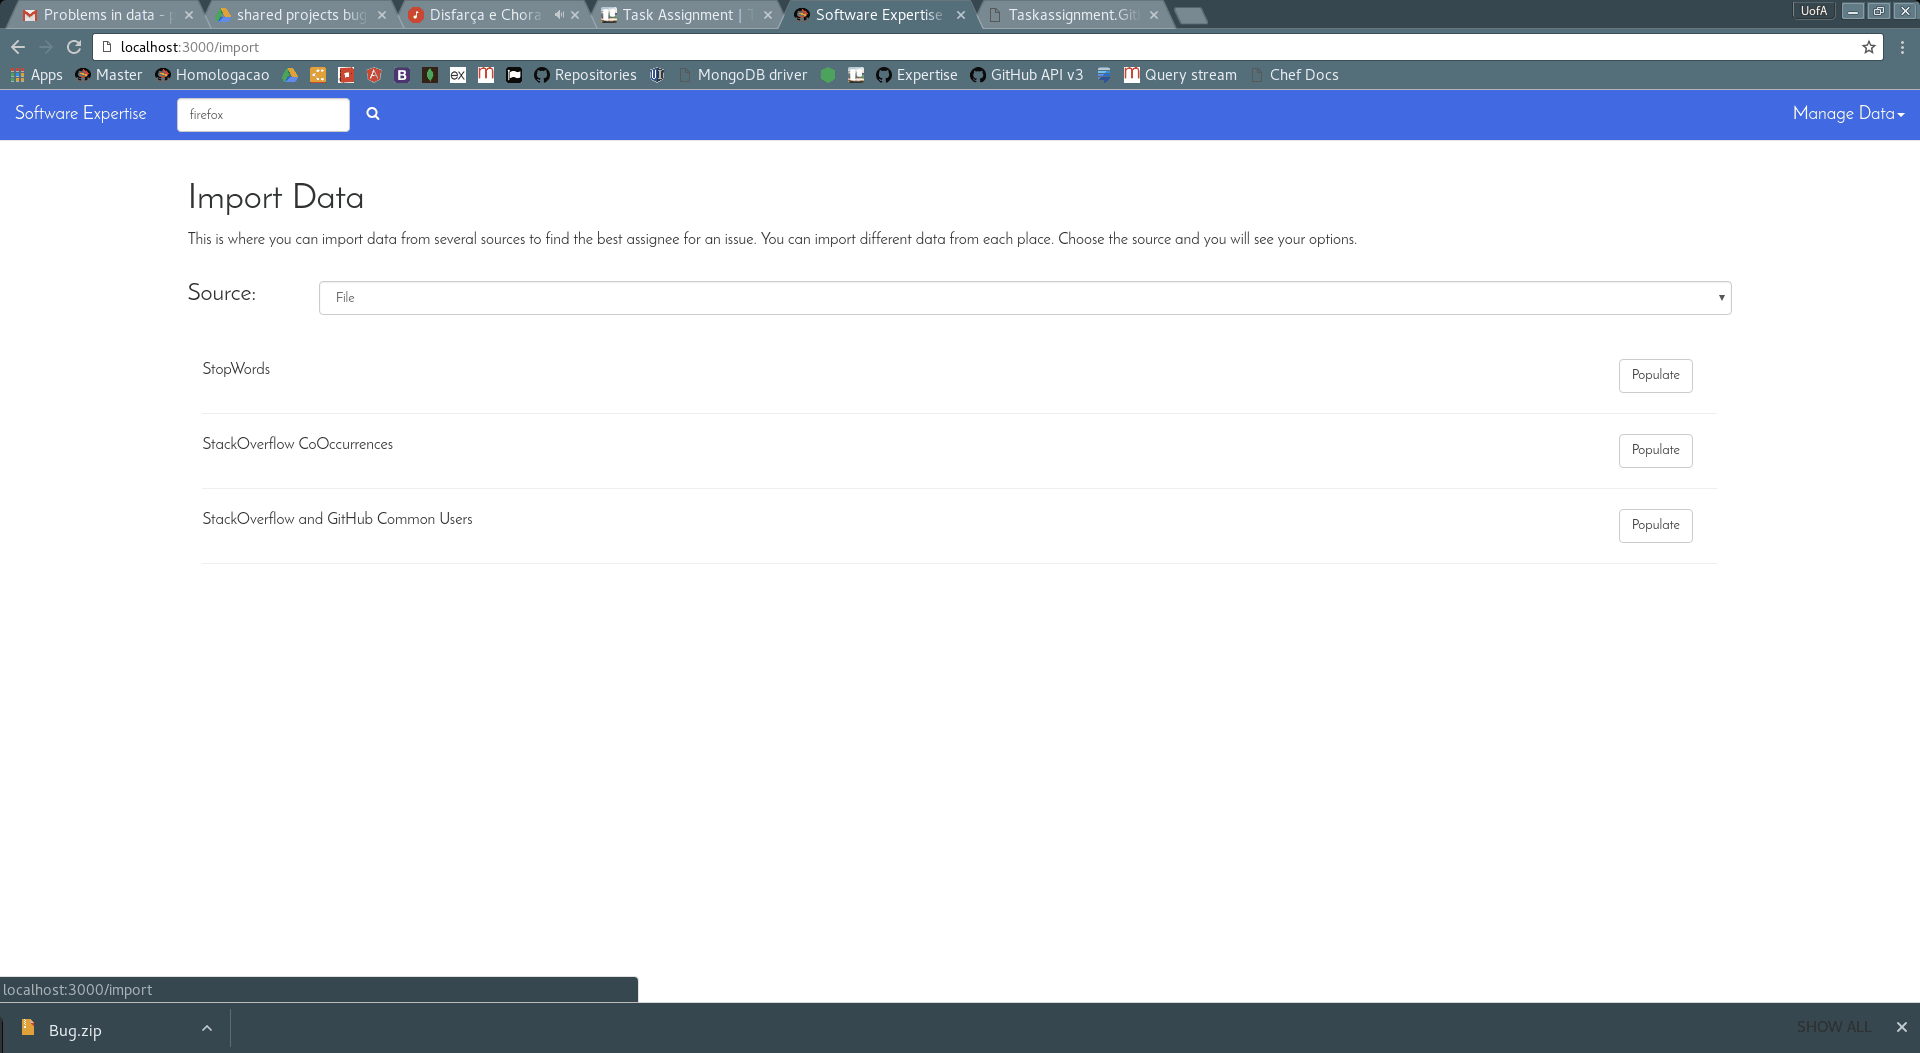 Problems in data - p
shared projects bug
Disfarça e Chora
Task Assignment | T
Software Expertise
Taskassignment.Git
UofA
localhost:3000/import
Apps Master Homologacao B ex Repositories MongoDB driver Expertise GitHub API v3 Query stream Chef Docs
Software Expertise firefox Manage Data
Import Data
This is where you can import data from several sources to find the best assignee for an issue. You can import different data from each place. Choose the source and you will see your options.
Source: File
StopWords Populate
StackOverflow CoOccurrences Populate
StackOverflow and GitHub Common Users Populate
localhost:3000/import
Bug.zip SHOW ALL